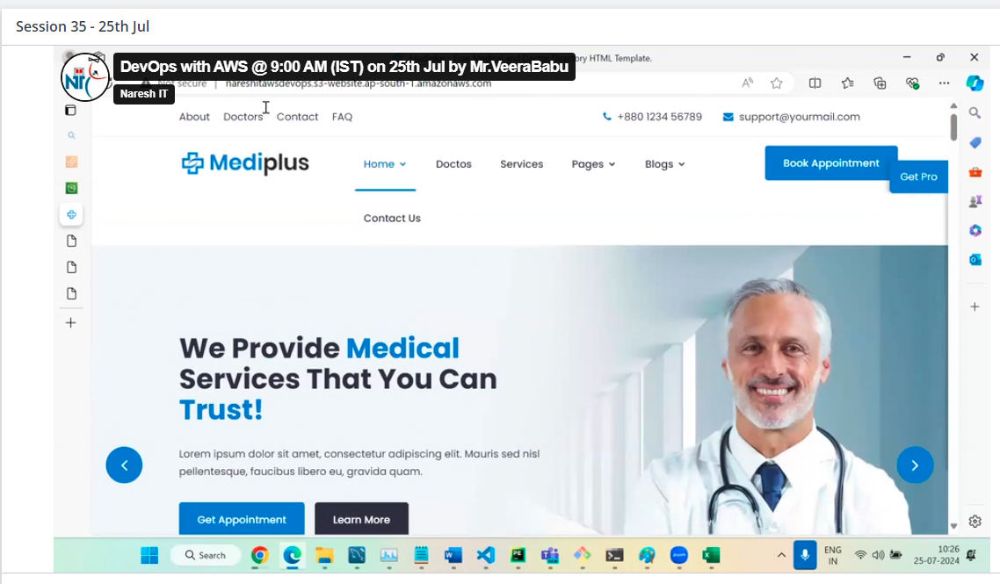 Session 35 - 25th Jul
DevOps with AWS @ 9:00 AM (IST) on 25th Jul by Mr.VeeraBabu
HTML Template.
Naresh IT
Not secure
nareshitawsdevops.s3-website.ap-south-1.amazonaws.com
About Doctors Contact FAQ
+880 1234 56789 support@yourmail.com
Mediplus
Home Doctos Services Pages Blogs
Book Appointment
Get Pro
Contact Us
We Provide Medical
Services That You Can
Trust!
Lorem ipsum dolor sit amet, consectetur adipiscing elit. Mauris sed nisl
pellentesque, faucibus libero eu, gravida quam.
Get Appointment Learn More
Search
ENG
IN
10:26
25-07-2024